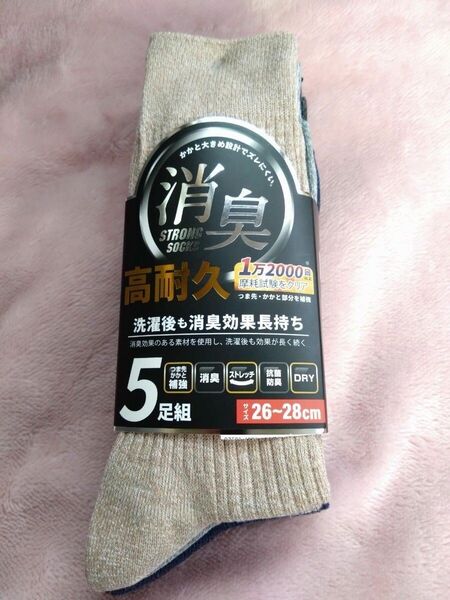 かかと大きめ設計でズレにくい。
消臭
STRONG
SOCKS
高耐久
1万2000回
摩耗試験をクリア
つま先・かかと部分を補強
洗濯後も消臭効果長持ち
消臭効果のある素材を使用し、洗濯後も効果が長く続く
5足組
つま先
かかと
補強
消臭
ストレッチ
抗菌
防臭
DRY
サイズ
26~28cm